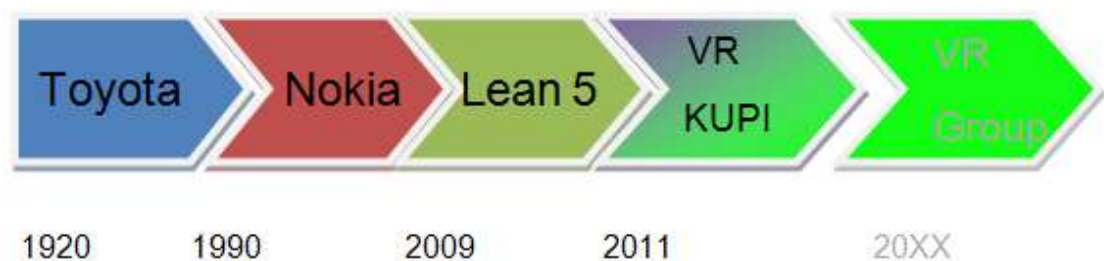 Toyota
Nokia
Lean 5
VR
KUPI
VR
Group
1920
1990
2009
2011
20XX